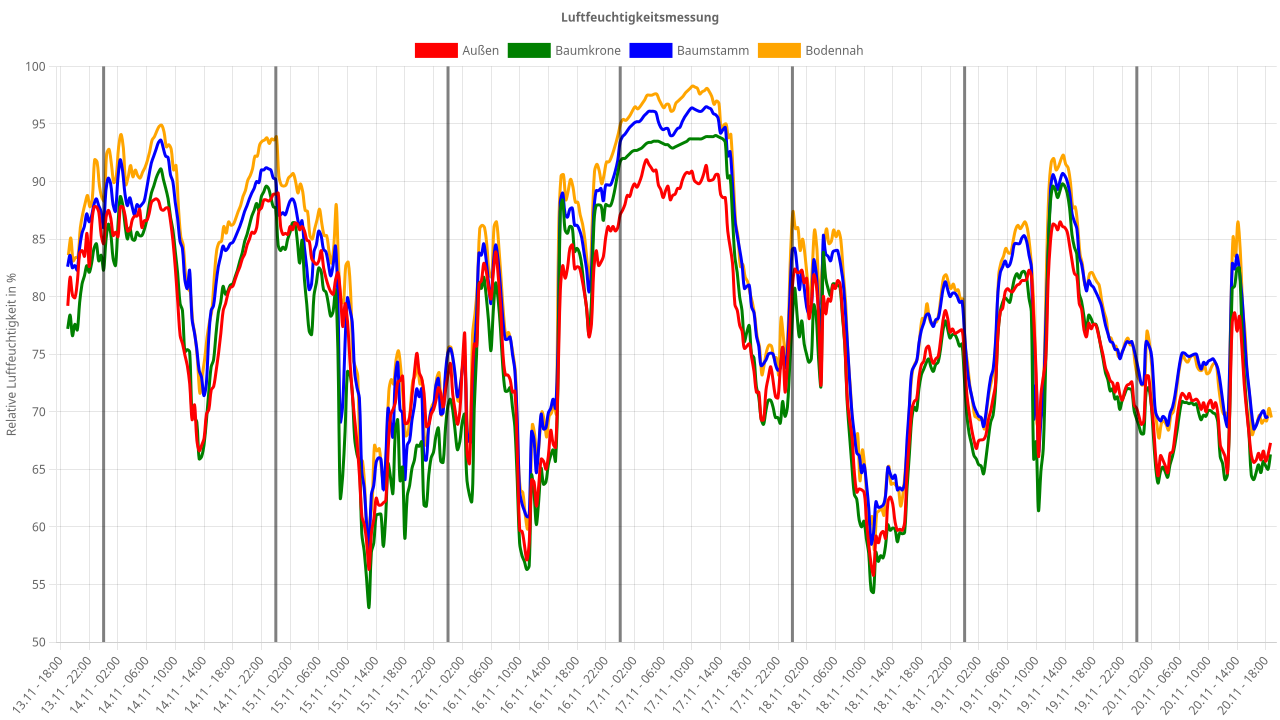 Luftfeuchtigkeitsmessung
Außen Baumkrone Baumstamm Bodennah
Relative Luftfeuchtigkeit in %
100
95
90
85
80
75
70
65
60
55
50
13.11 - 18:00
13.11 - 22:00
14.11 - 02:00
14.11 - 06:00
14.11 - 10:00
14.11 - 14:00
14.11 - 18:00
14.11 - 22:00
15.11 - 02:00
15.11 - 06:00
15.11 - 10:00
15.11 - 14:00
15.11 - 18:00
15.11 - 22:00
16.11 - 02:00
16.11 - 06:00
16.11 - 10:00
16.11 - 14:00
16.11 - 18:00
16.11 - 22:00
17.11 - 02:00
17.11 - 06:00
17.11 - 10:00
17.11 - 14:00
17.11 - 18:00
17.11 - 22:00
18.11 - 02:00
18.11 - 06:00
18.11 - 10:00
18.11 - 14:00
18.11 - 18:00
18.11 - 22:00
19.11 - 02:00
19.11 - 06:00
19.11 - 10:00
19.11 - 14:00
19.11 - 18:00
19.11 - 22:00
20.11 - 02:00
20.11 - 06:00
20.11 - 10:00
20.11 - 14:00
20.11 - 18:00